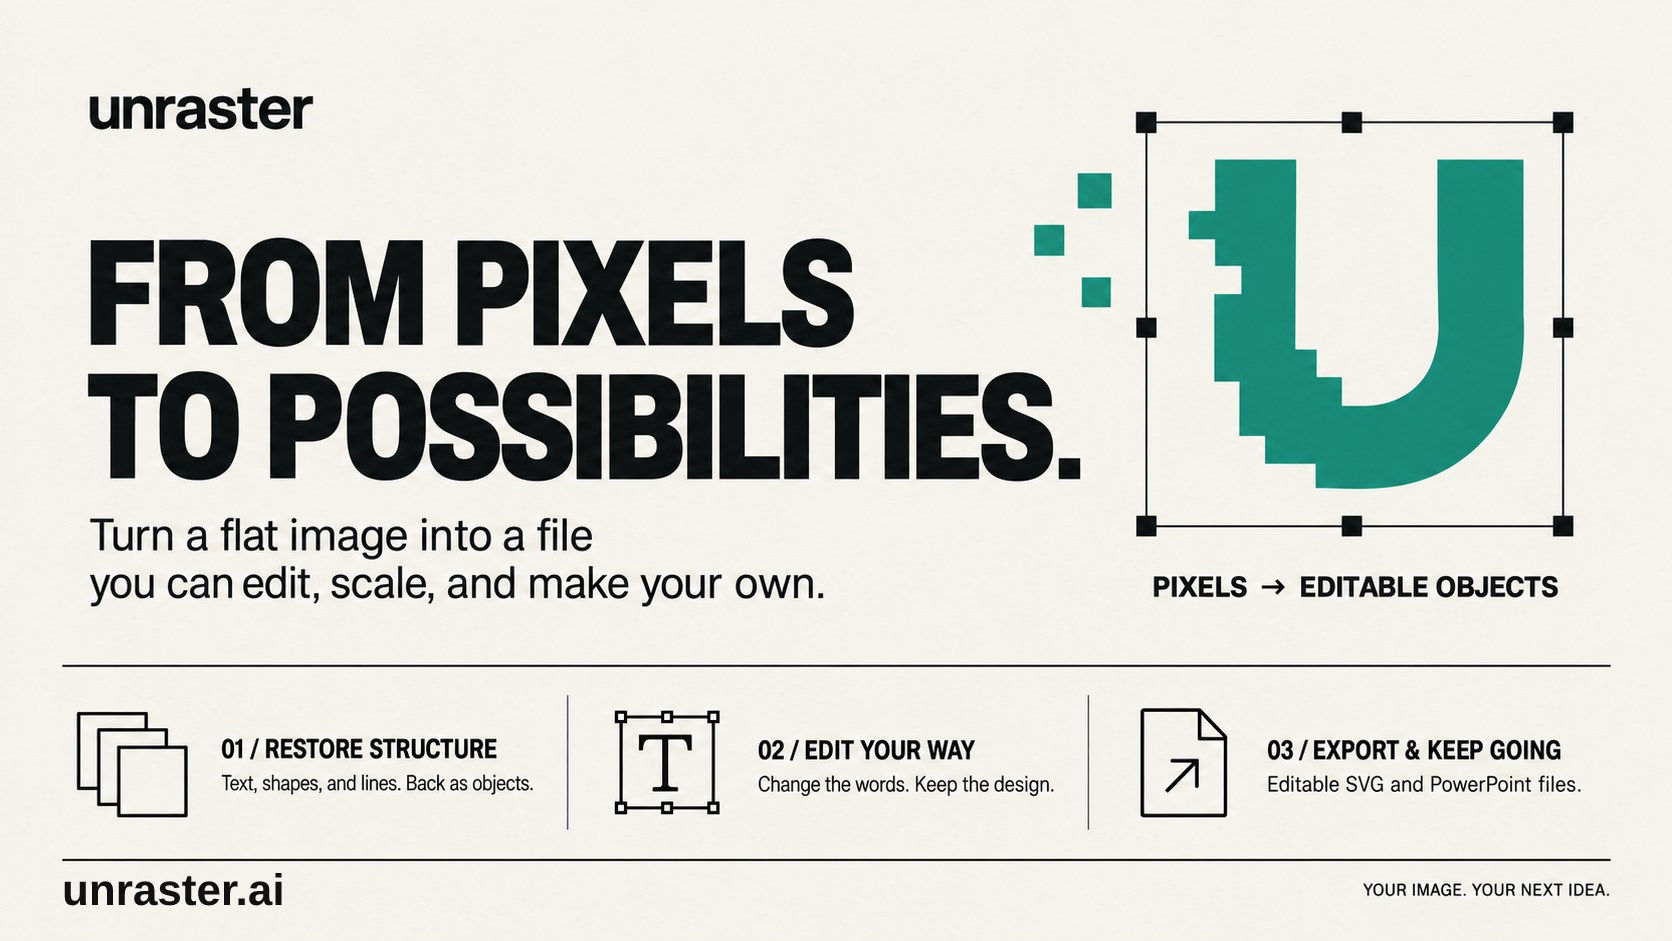 unraster
FROM PIXELS
TO POSSIBILITIES.
Turn a flat image into a file
you can edit, scale, and make your own.
U
PIXELS → EDITABLE OBJECTS
01 / RESTORE STRUCTURE
Text, shapes, and lines. Back as objects.
T
02 / EDIT YOUR WAY
Change the words. Keep the design.
03 / EXPORT & KEEP GOING
Editable SVG and PowerPoint files.
unraster.ai
YOUR IMAGE. YOUR NEXT IDEA.